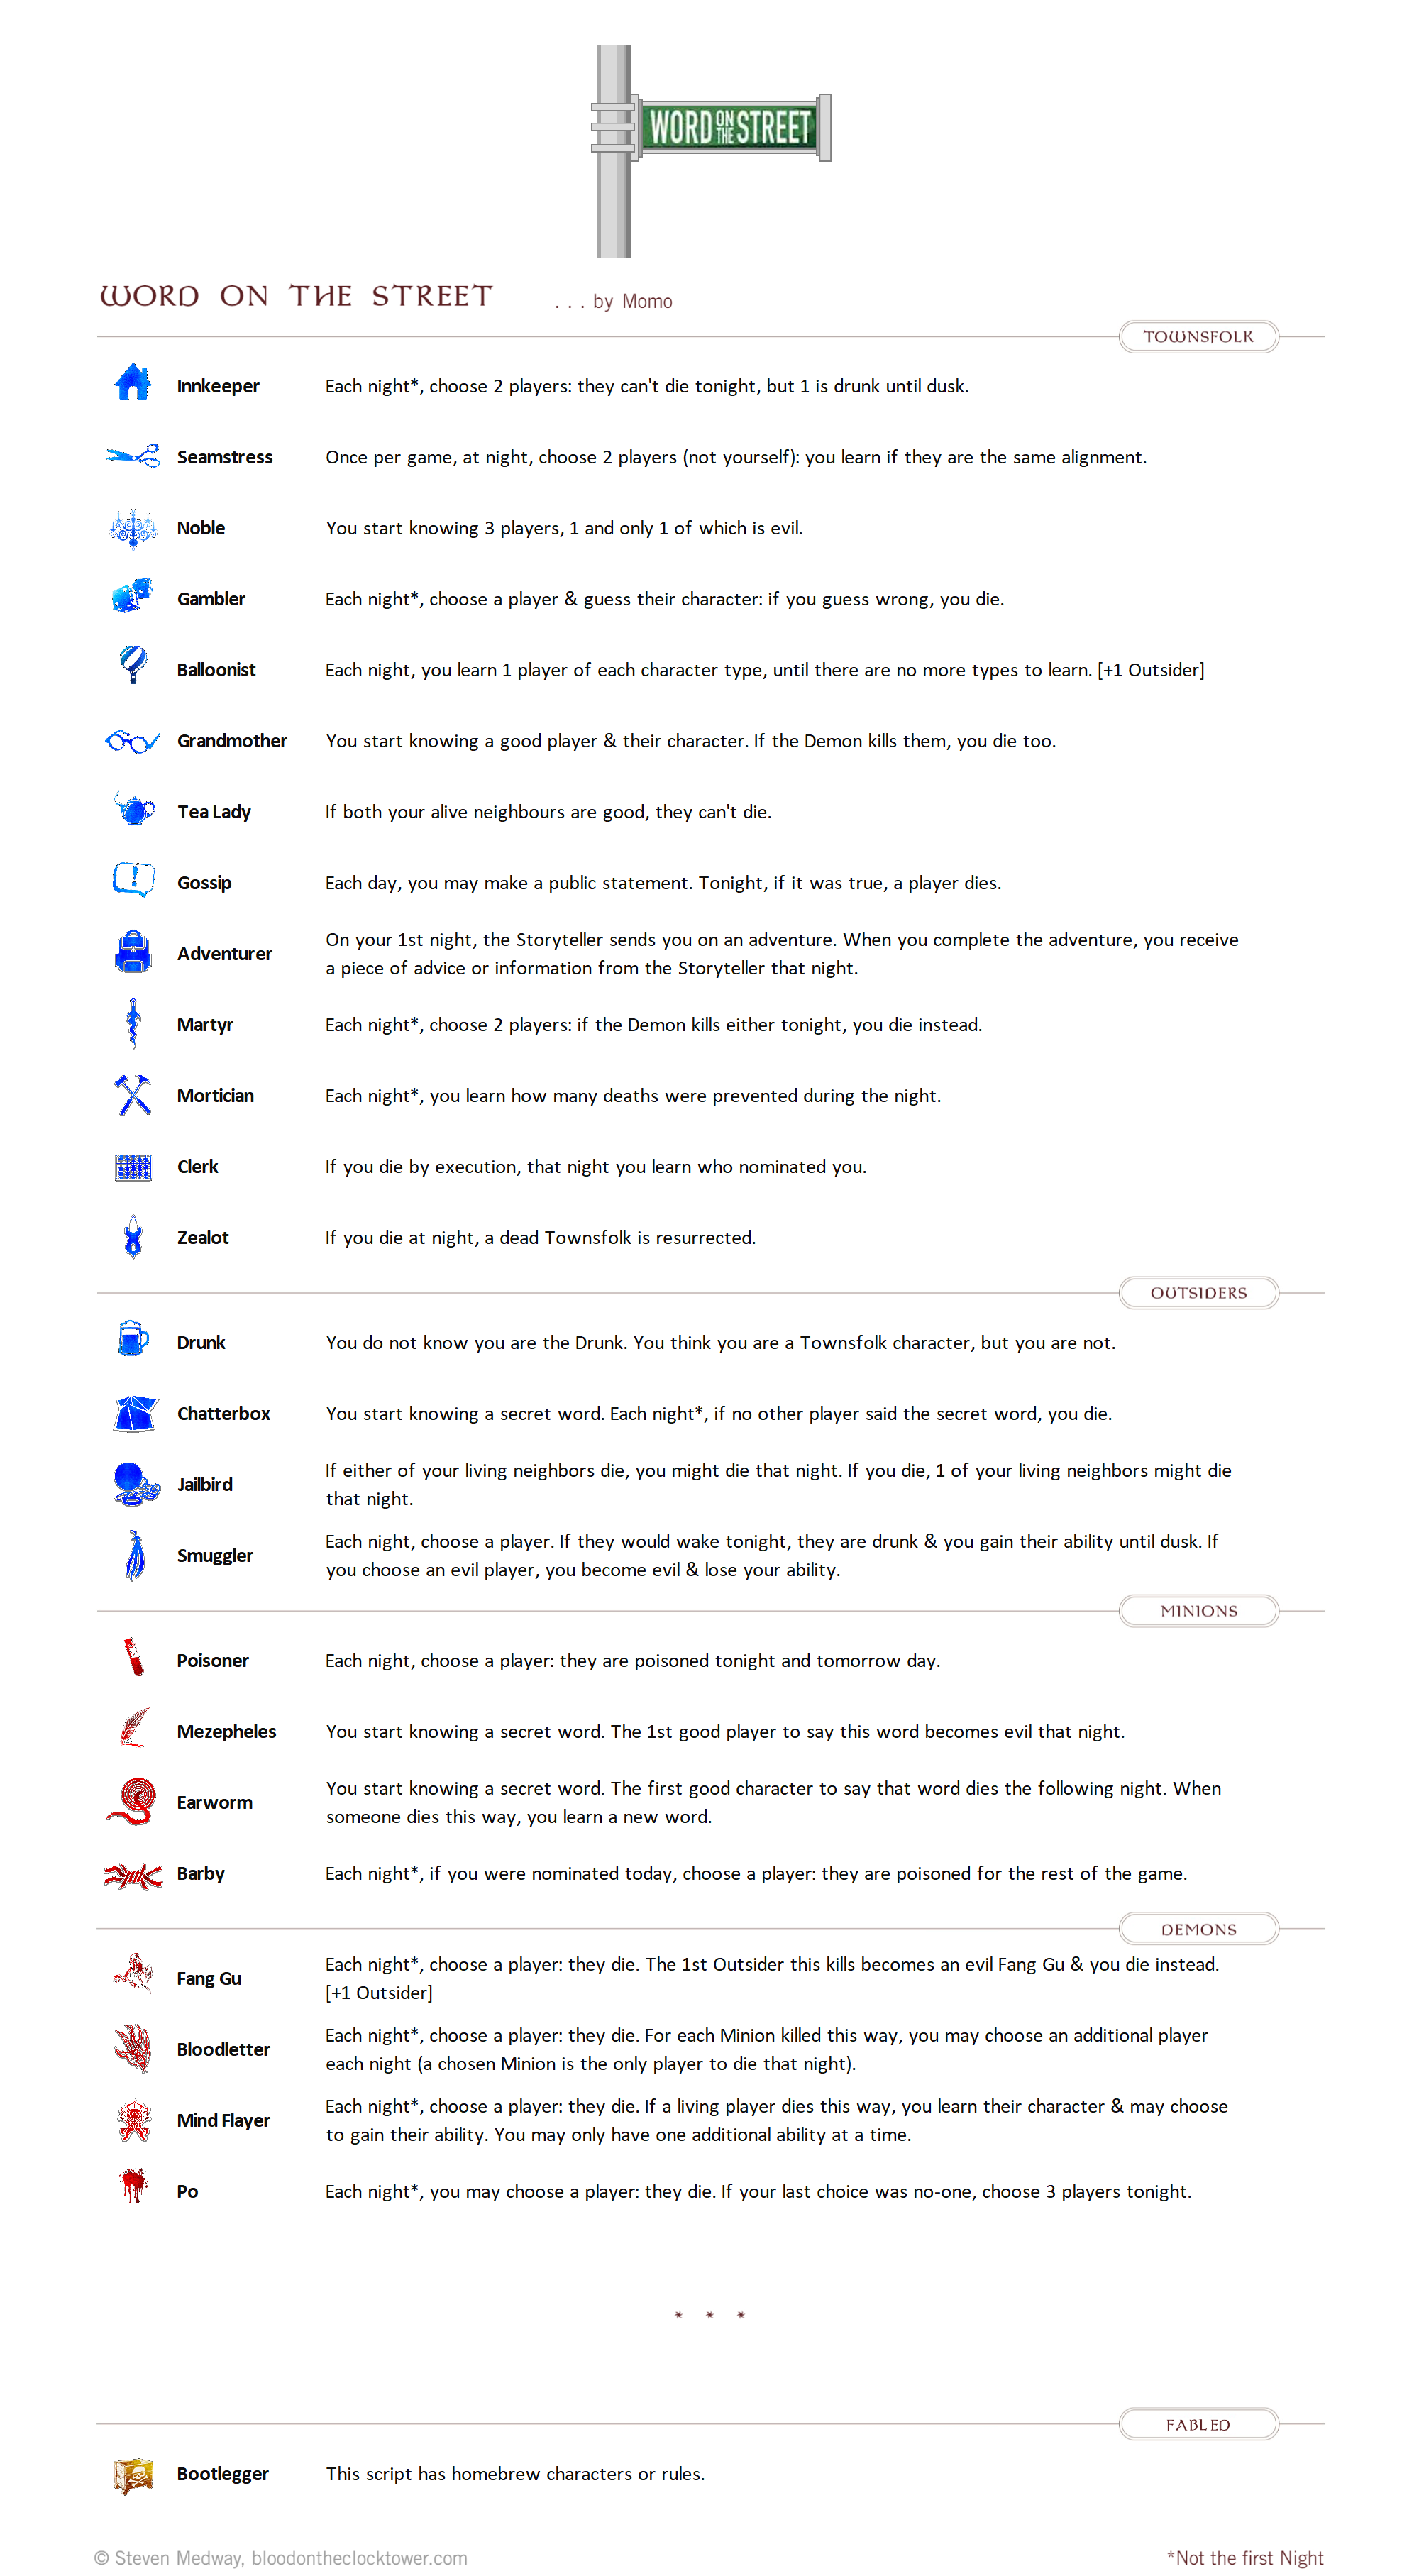 WORD ON THE STREET
WORD ON THE STREET . . . by Momo
TOWNSFOLK
Innkeeper Each night*, choose 2 players: they can't die tonight, but 1 is drunk until dusk.
Seamstress Once per game, at night, choose 2 players (not yourself): you learn if they are the same alignment.
Noble You start knowing 3 players, 1 and only 1 of which is evil.
Gambler Each night*, choose a player & guess their character: if you guess wrong, you die.
Balloonist Each night, you learn 1 player of each character type, until there are no more types to learn. [+1 Outsider]
Grandmother You start knowing a good player & their character. If the Demon kills them, you die too.
Tea Lady If both your alive neighbours are good, they can't die.
Gossip Each day, you may make a public statement. Tonight, if it was true, a player dies.
Adventurer On your 1st night, the Storyteller sends you on an adventure. When you complete the adventure, you receive
a piece of advice or information from the Storyteller that night.
Martyr Each night*, choose 2 players: if the Demon kills either tonight, you die instead.
Mortician Each night*, you learn how many deaths were prevented during the night.
Clerk If you die by execution, that night you learn who nominated you.
Zealot If you die at night, a dead Townsfolk is resurrected.
OUTSIDERS
Drunk You do not know you are the Drunk. You think you are a Townsfolk character, but you are not.
Chatterbox You start knowing a secret word. Each night*, if no other player said the secret word, you die.
Jailbird If either of your living neighbors die, you might die that night. If you die, 1 of your living neighbors might die
that night.
Smuggler Each night, choose a player. If they would wake tonight, they are drunk & you gain their ability until dusk. If
you choose an evil player, you become evil & lose your ability.
MINIONS
Poisoner Each night, choose a player: they are poisoned tonight and tomorrow day.
Mezepheles You start knowing a secret word. The 1st good player to say this word becomes evil that night.
Earworm You start knowing a secret word. The first good character to say that word dies the following night. When
someone dies this way, you learn a new word.
Barby Each night*, if you were nominated today, choose a player: they are poisoned for the rest of the game.
DEMONS
Fang Gu Each night*, choose a player: they die. The 1st Outsider this kills becomes an evil Fang Gu & you die instead.
[+1 Outsider]
Bloodletter Each night*, choose a player: they die. For each Minion killed this way, you may choose an additional player
each night (a chosen Minion is the only player to die that night).
Mind Flayer Each night*, choose a player: they die. If a living player dies this way, you learn their character & may choose
to gain their ability. You may only have one additional ability at a time.
Po Each night*, you may choose a player: they die. If your last choice was no-one, choose 3 players tonight.
* * *
FABLED
Bootlegger This script has homebrew characters or rules.
© Steven Medway, bloodontheclocktower.com *Not the first Night